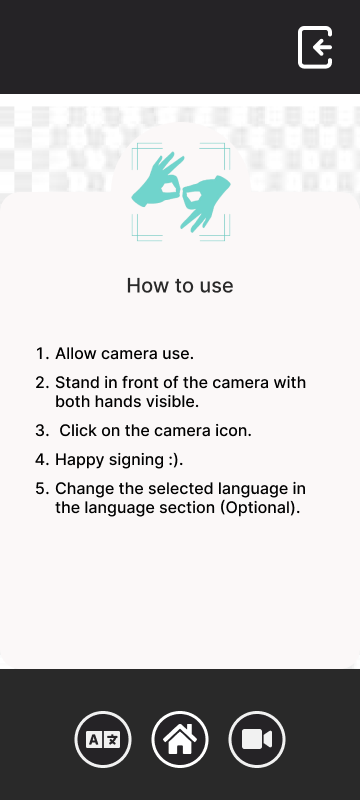 How to use
1. Allow camera use.
2. Stand in front of the camera with
both hands visible.
3. Click on the camera icon.
4. Happy signing :).
5. Change the selected language in
the language section (Optional).
A 文